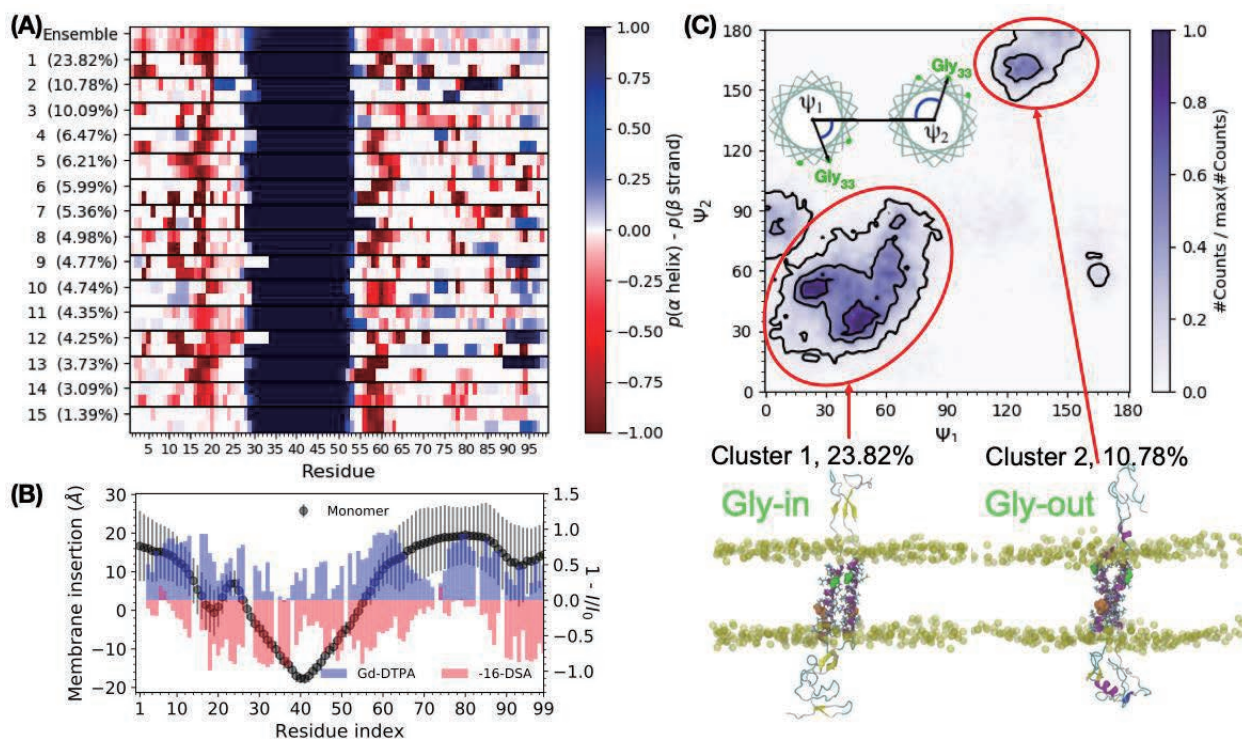 (A)
Ensemble
1 (23.82%)
2 (10.78%)
3 (10.09%)
4 (6.47%)
5 (6.21%)
6 (5.99%)
7 (5.36%)
8 (4.98%)
9 (4.77%)
10 (4.74%)
11 (4.35%)
12 (4.25%)
13 (3.73%)
14 (3.09%)
15 (1.39%)
5 10 15 20 25 30 35 40 45 50 55 60 65 70 75 80 85 90 95
Residue
1.00
0.75
0.50
0.25
0.00
−0.25
−0.50
−0.75
−1.00
p(α helix) - p(β strand)
(B)
Membrane insertion (Å)
30
20
10
0
−10
−20
Monomer
Gd-DTPA
-16-DSA
1 10 20 30 40 50 60 70 80 90 99
Residue index
1.5
1.0
0.5
0.0
−0.5
−1.0
1 - I/I0
(C)
Ψ2
180
150
120
90
60
30
0
Ψ1
Ψ2
Gly33
Gly33
0 30 60 90 120 150 180
Ψ1
1.0
0.8
0.6
0.4
0.2
0.0
#Counts / max(#Counts)
Cluster 1, 23.82%
Cluster 2, 10.78%
Gly-in
Gly-out